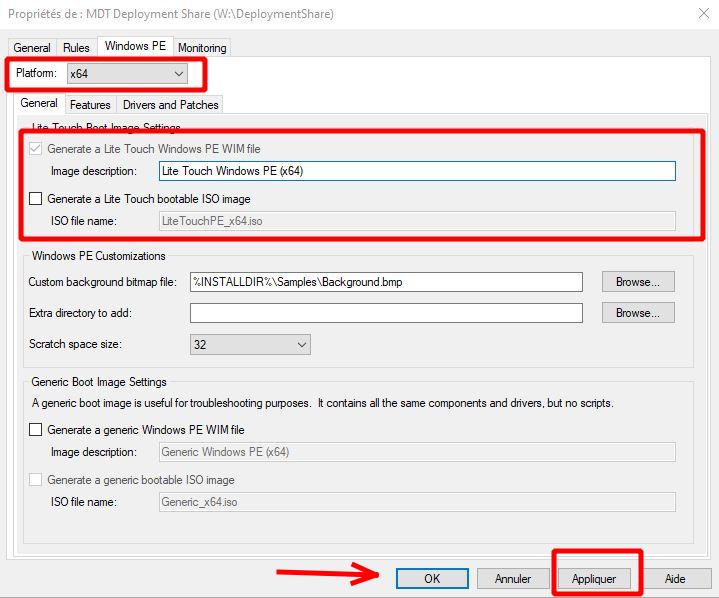 Propriétés de : MDT Deployment Share (W:\DeploymentShare)
General Rules Windows PE Monitoring
Platform: x64
General Features Drivers and Patches
Lite Touch Boot Image Settings
Generate a Lite Touch Windows PE WIM file
Image description: Lite Touch Windows PE (x64)
Generate a Lite Touch bootable ISO image
ISO file name: LiteTouchPE_x64.iso
Windows PE Customizations
Custom background bitmap file: %INSTALLDIR%\Samples\Background.bmp Browse...
Extra directory to add: Browse...
Scratch space size: 32
Generic Boot Image Settings
A generic boot image is useful for troubleshooting purposes. It contains all the same components and drivers, but no scripts.
Generate a generic Windows PE WIM file
Image description: Generic Windows PE (x64)
Generate a generic bootable ISO image
ISO file name: Generic_x64.iso
OK Annuler Appliquer Aide